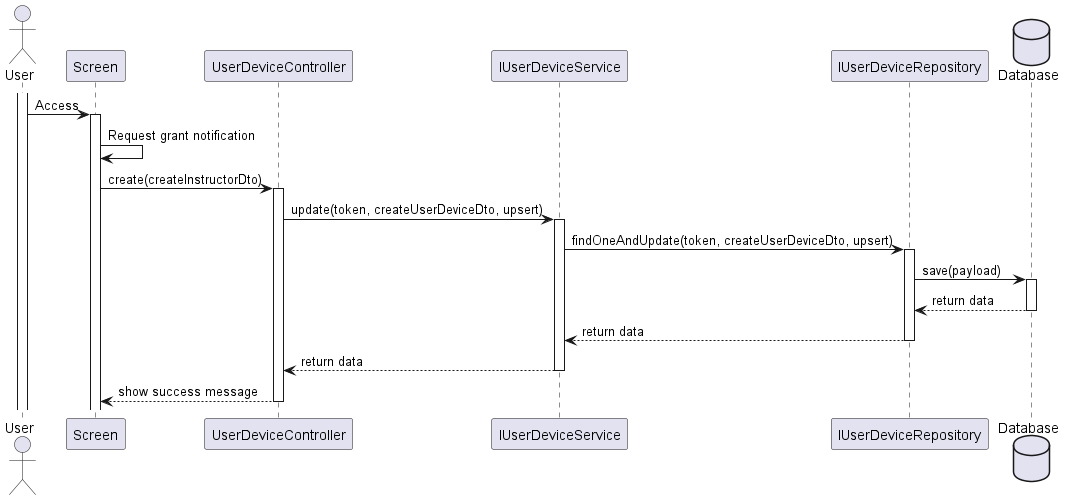 User
Screen
UserDeviceController
IUserDeviceService
IUserDeviceRepository
Database
Access
Request grant notification
create(createInstructorDto)
update(token, createUserDeviceDto, upsert)
findOneAndUpdate(token, createUserDeviceDto, upsert)
save(payload)
return data
return data
return data
show success message
User
Screen
UserDeviceController
IUserDeviceService
IUserDeviceRepository
Database